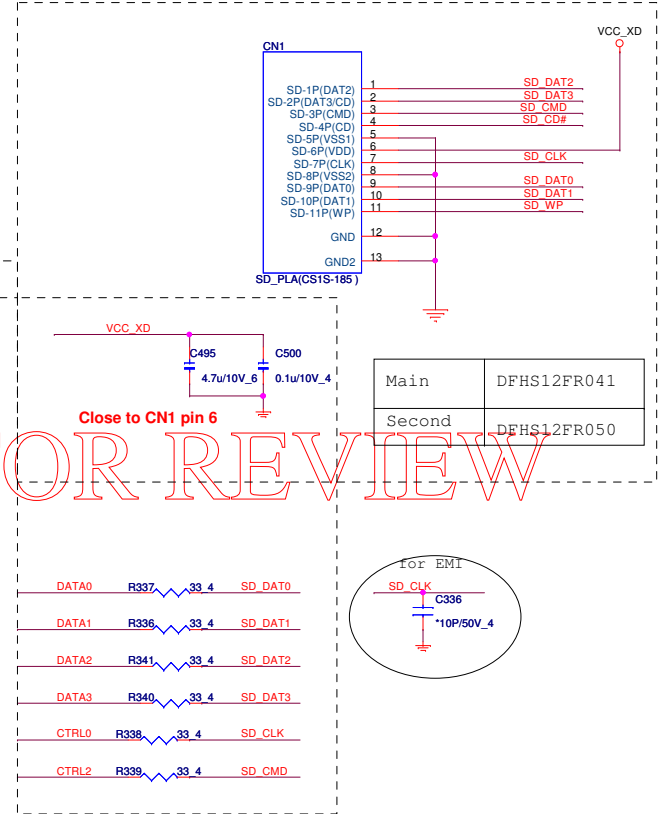 VCC_XD
CN1
SD-1P(DAT2) 1 SD_DAT2
SD-2P(DAT3/CD) 2 SD_DAT3
SD-3P(CMD) 3 SD_CMD
SD-4P(CD) 4 SD_CD#
SD-5P(VSS1) 5
SD-6P(VDD) 6
SD-7P(CLK) 7 SD_CLK
SD-8P(VSS2) 8
SD-9P(DAT0) 9 SD_DAT0
SD-10P(DAT1) 10 SD_DAT1
SD-11P(WP) 11 SD_WP
GND 12
GND2 13
SD_PLA(CS1S-185 )
VCC_XD
C495 C500
4.7u/10V_6 0.1u/10V_4
Close to CN1 pin 6
Main DFHS12FR041
Second DFHS12FR050
OR REVIEW
for EMI
SD_CLK
C336
*10P/50V_4
DATA0 R337 33_4 SD_DAT0
DATA1 R336 33_4 SD_DAT1
DATA2 R341 33_4 SD_DAT2
DATA3 R340 33_4 SD_DAT3
CTRL0 R338 33_4 SD_CLK
CTRL2 R339 33_4 SD_CMD